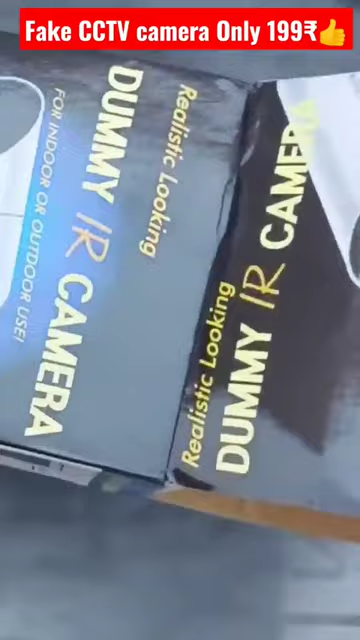 Fake CCTV camera Only 199₹👍
Realistic Looking
DUMMY IR CAMERA
FOR INDOOR OR OUTDOOR USE!
Realistic Looking
DUMMY IR CAMERA